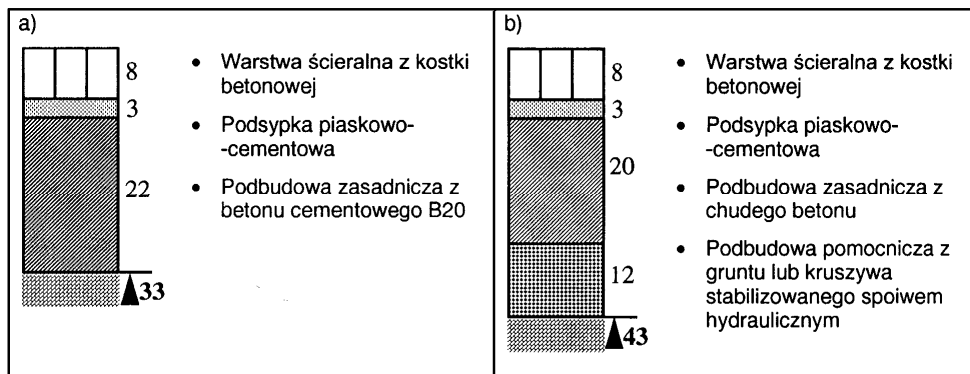 a)
8
3
22
33
• Warstwa ścieralna z kostki
betonowej
• Podsypka piaskowo-
-cementowa
• Podbudowa zasadnicza z
betonu cementowego B20
b)
8
3
20
12
43
• Warstwa ścieralna z kostki
betonowej
• Podsypka piaskowo-
-cementowa
• Podbudowa zasadnicza z
chudego betonu
• Podbudowa pomocnicza z
gruntu lub kruszywa
stabilizowanego spoiwem
hydraulicznym